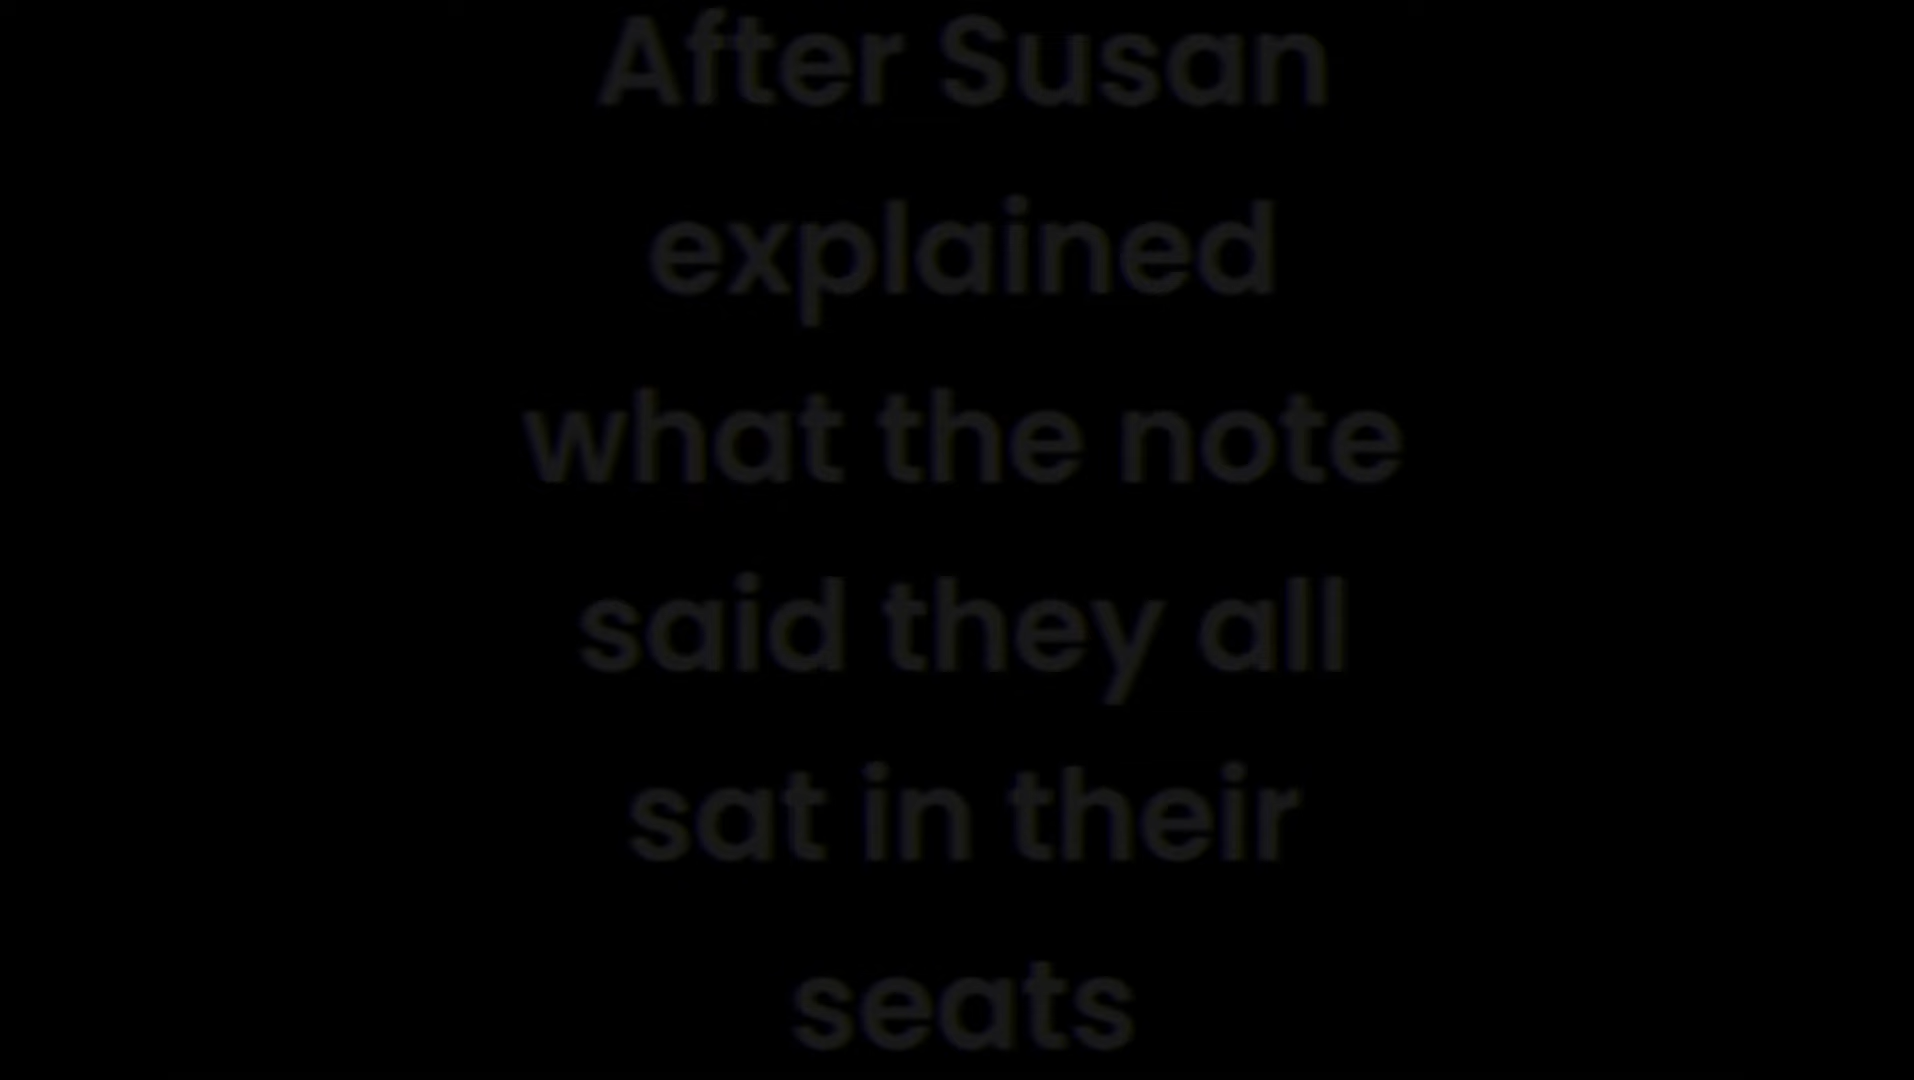 After Susan
explained
what the note
said they all
sat in their
seats